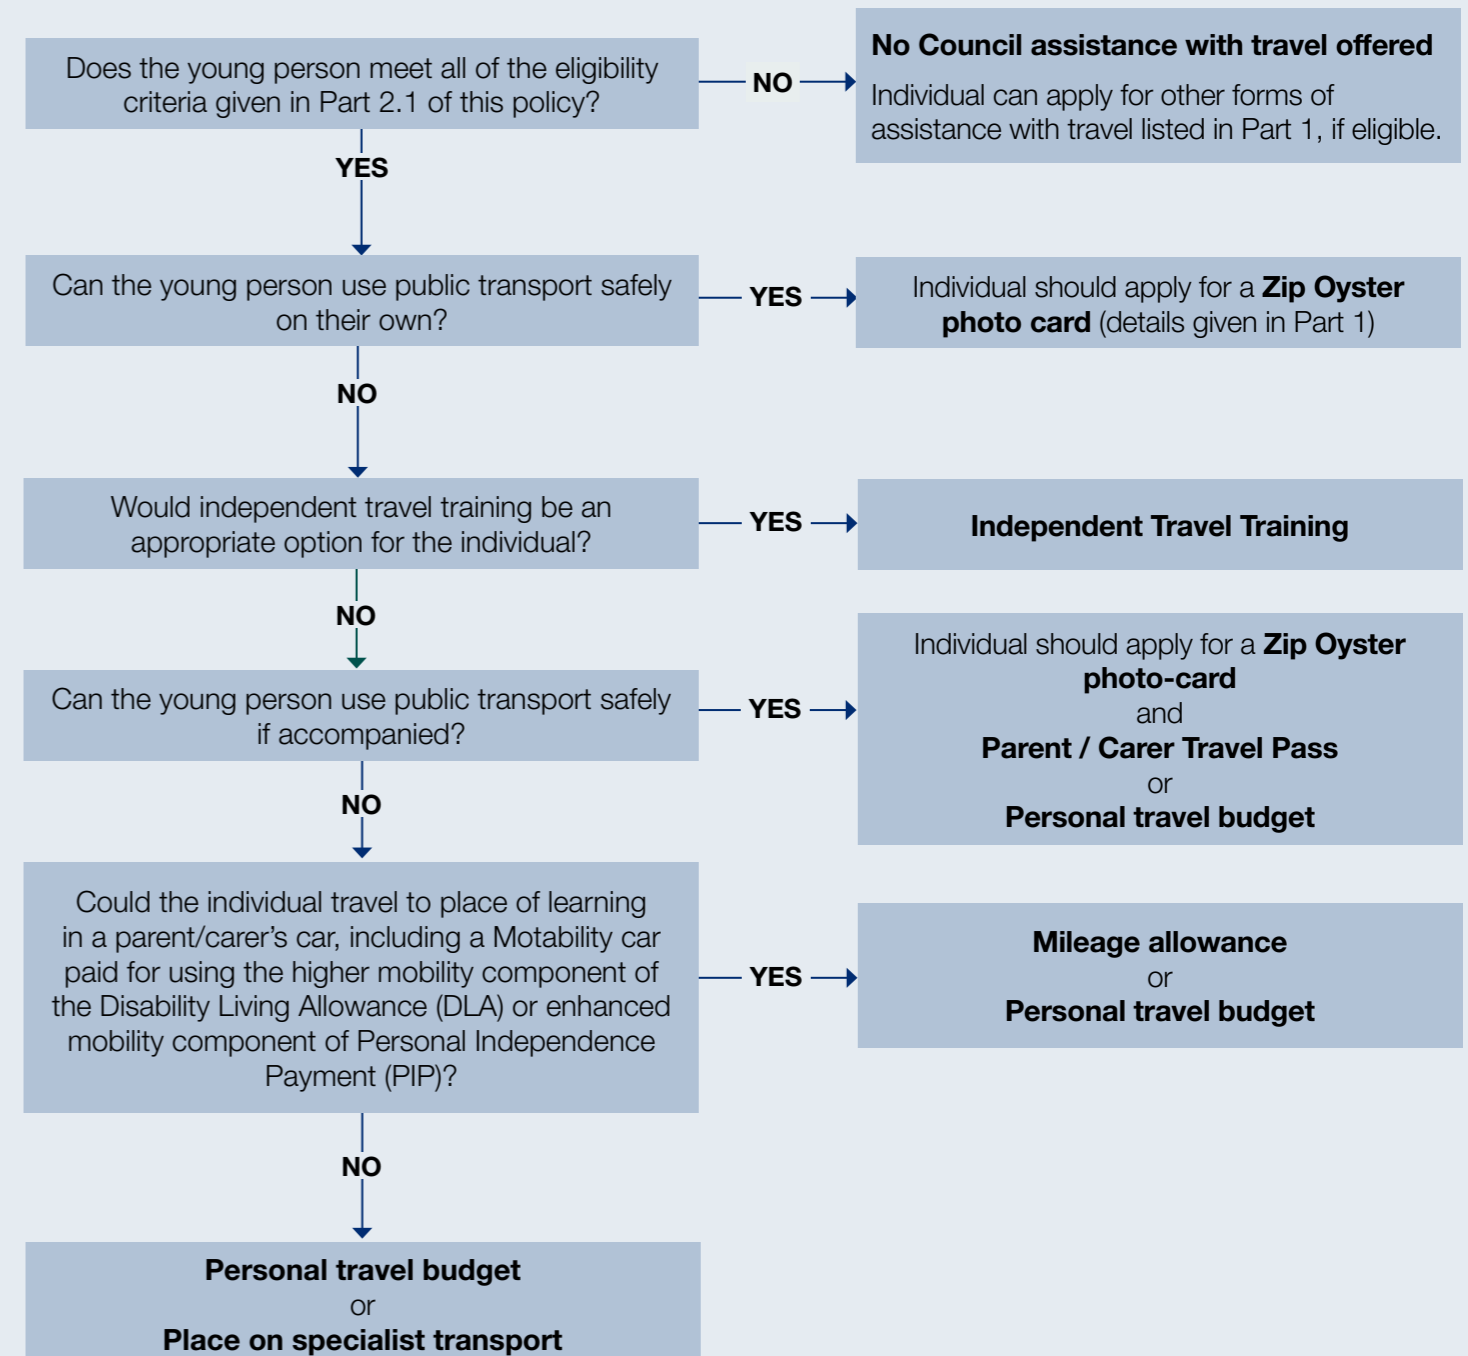 Does the young person meet all of the eligibility
criteria given in Part 2.1 of this policy?
NO
No Council assistance with travel offered
Individual can apply for other forms of
assistance with travel listed in Part 1, if eligible.
YES
Can the young person use public transport safely
on their own?
YES
Individual should apply for a Zip Oyster
photo card (details given in Part 1)
NO
Would independent travel training be an
appropriate option for the individual?
YES
Independent Travel Training
NO
Can the young person use public transport safely
if accompanied?
YES
Individual should apply for a Zip Oyster
photo-card
and
Parent / Carer Travel Pass
or
Personal travel budget
NO
Could the individual travel to place of learning
in a parent/carer’s car, including a Motability car
paid for using the higher mobility component of
the Disability Living Allowance (DLA) or enhanced
mobility component of Personal Independence
Payment (PIP)?
YES
Mileage allowance
or
Personal travel budget
NO
Personal travel budget
or
Place on specialist transport